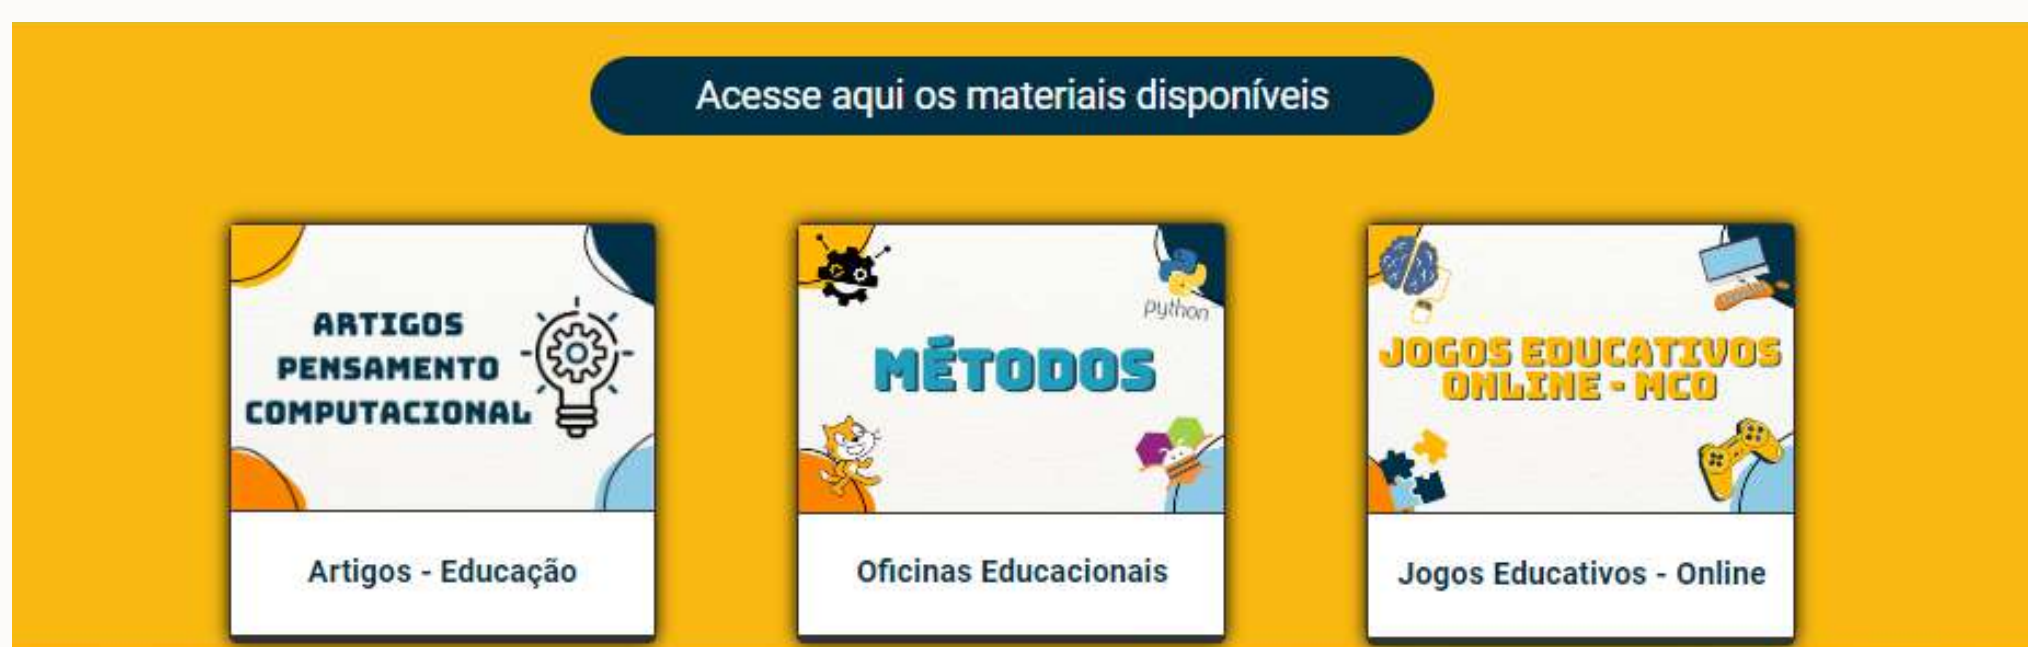 Acesse aqui os materiais disponíveis
ARTIGOS
PENSAMENTO
COMPUTACIONAL
Artigos - Educação
python
MÉTODOS
Oficinas Educacionais
JOGOS EDUCATIVOS
ONLINE - MCO
Jogos Educativos - Online